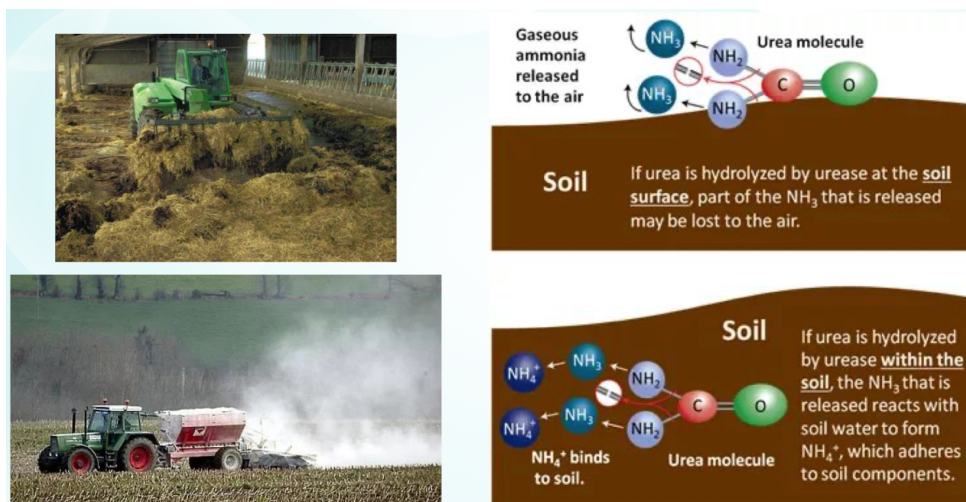 Gaseous
ammonia
released
to the air
NH₃
NH₂
Urea molecule
C
O
NH₃
NH₂
Soil
If urea is hydrolyzed by urease at the soil
surface, part of the NH₃ that is released
may be lost to the air.
Soil
If urea is hydrolyzed
by urease within the
soil, the NH₃ that is
released reacts with
soil water to form
NH₄⁺, which adheres
to soil components.
NH₄⁺
NH₃
NH₂
C
O
NH₄⁺
NH₃
NH₂
NH₄⁺ binds
to soil.
Urea molecule